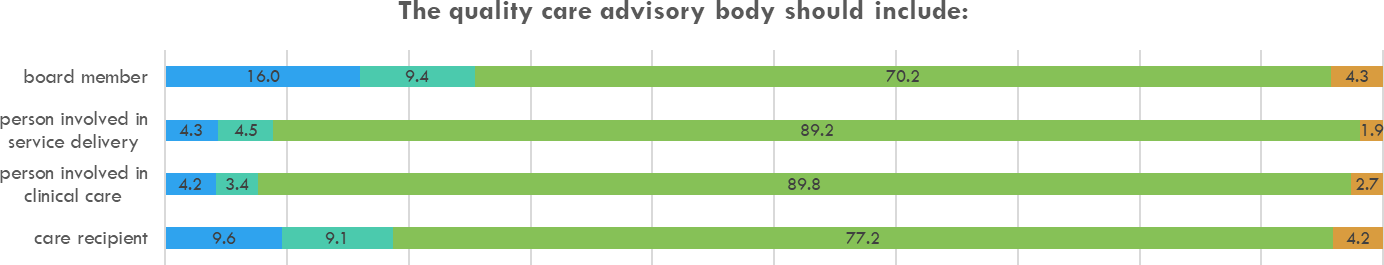 The quality care advisory body should include:
board member 16.0 9.4 70.2 4.3
person involved in
service delivery 4.3 4.5 89.2 1.9
person involved in
clinical care 4.2 3.4 89.8 2.7
care recipient 9.6 9.1 77.2 4.2